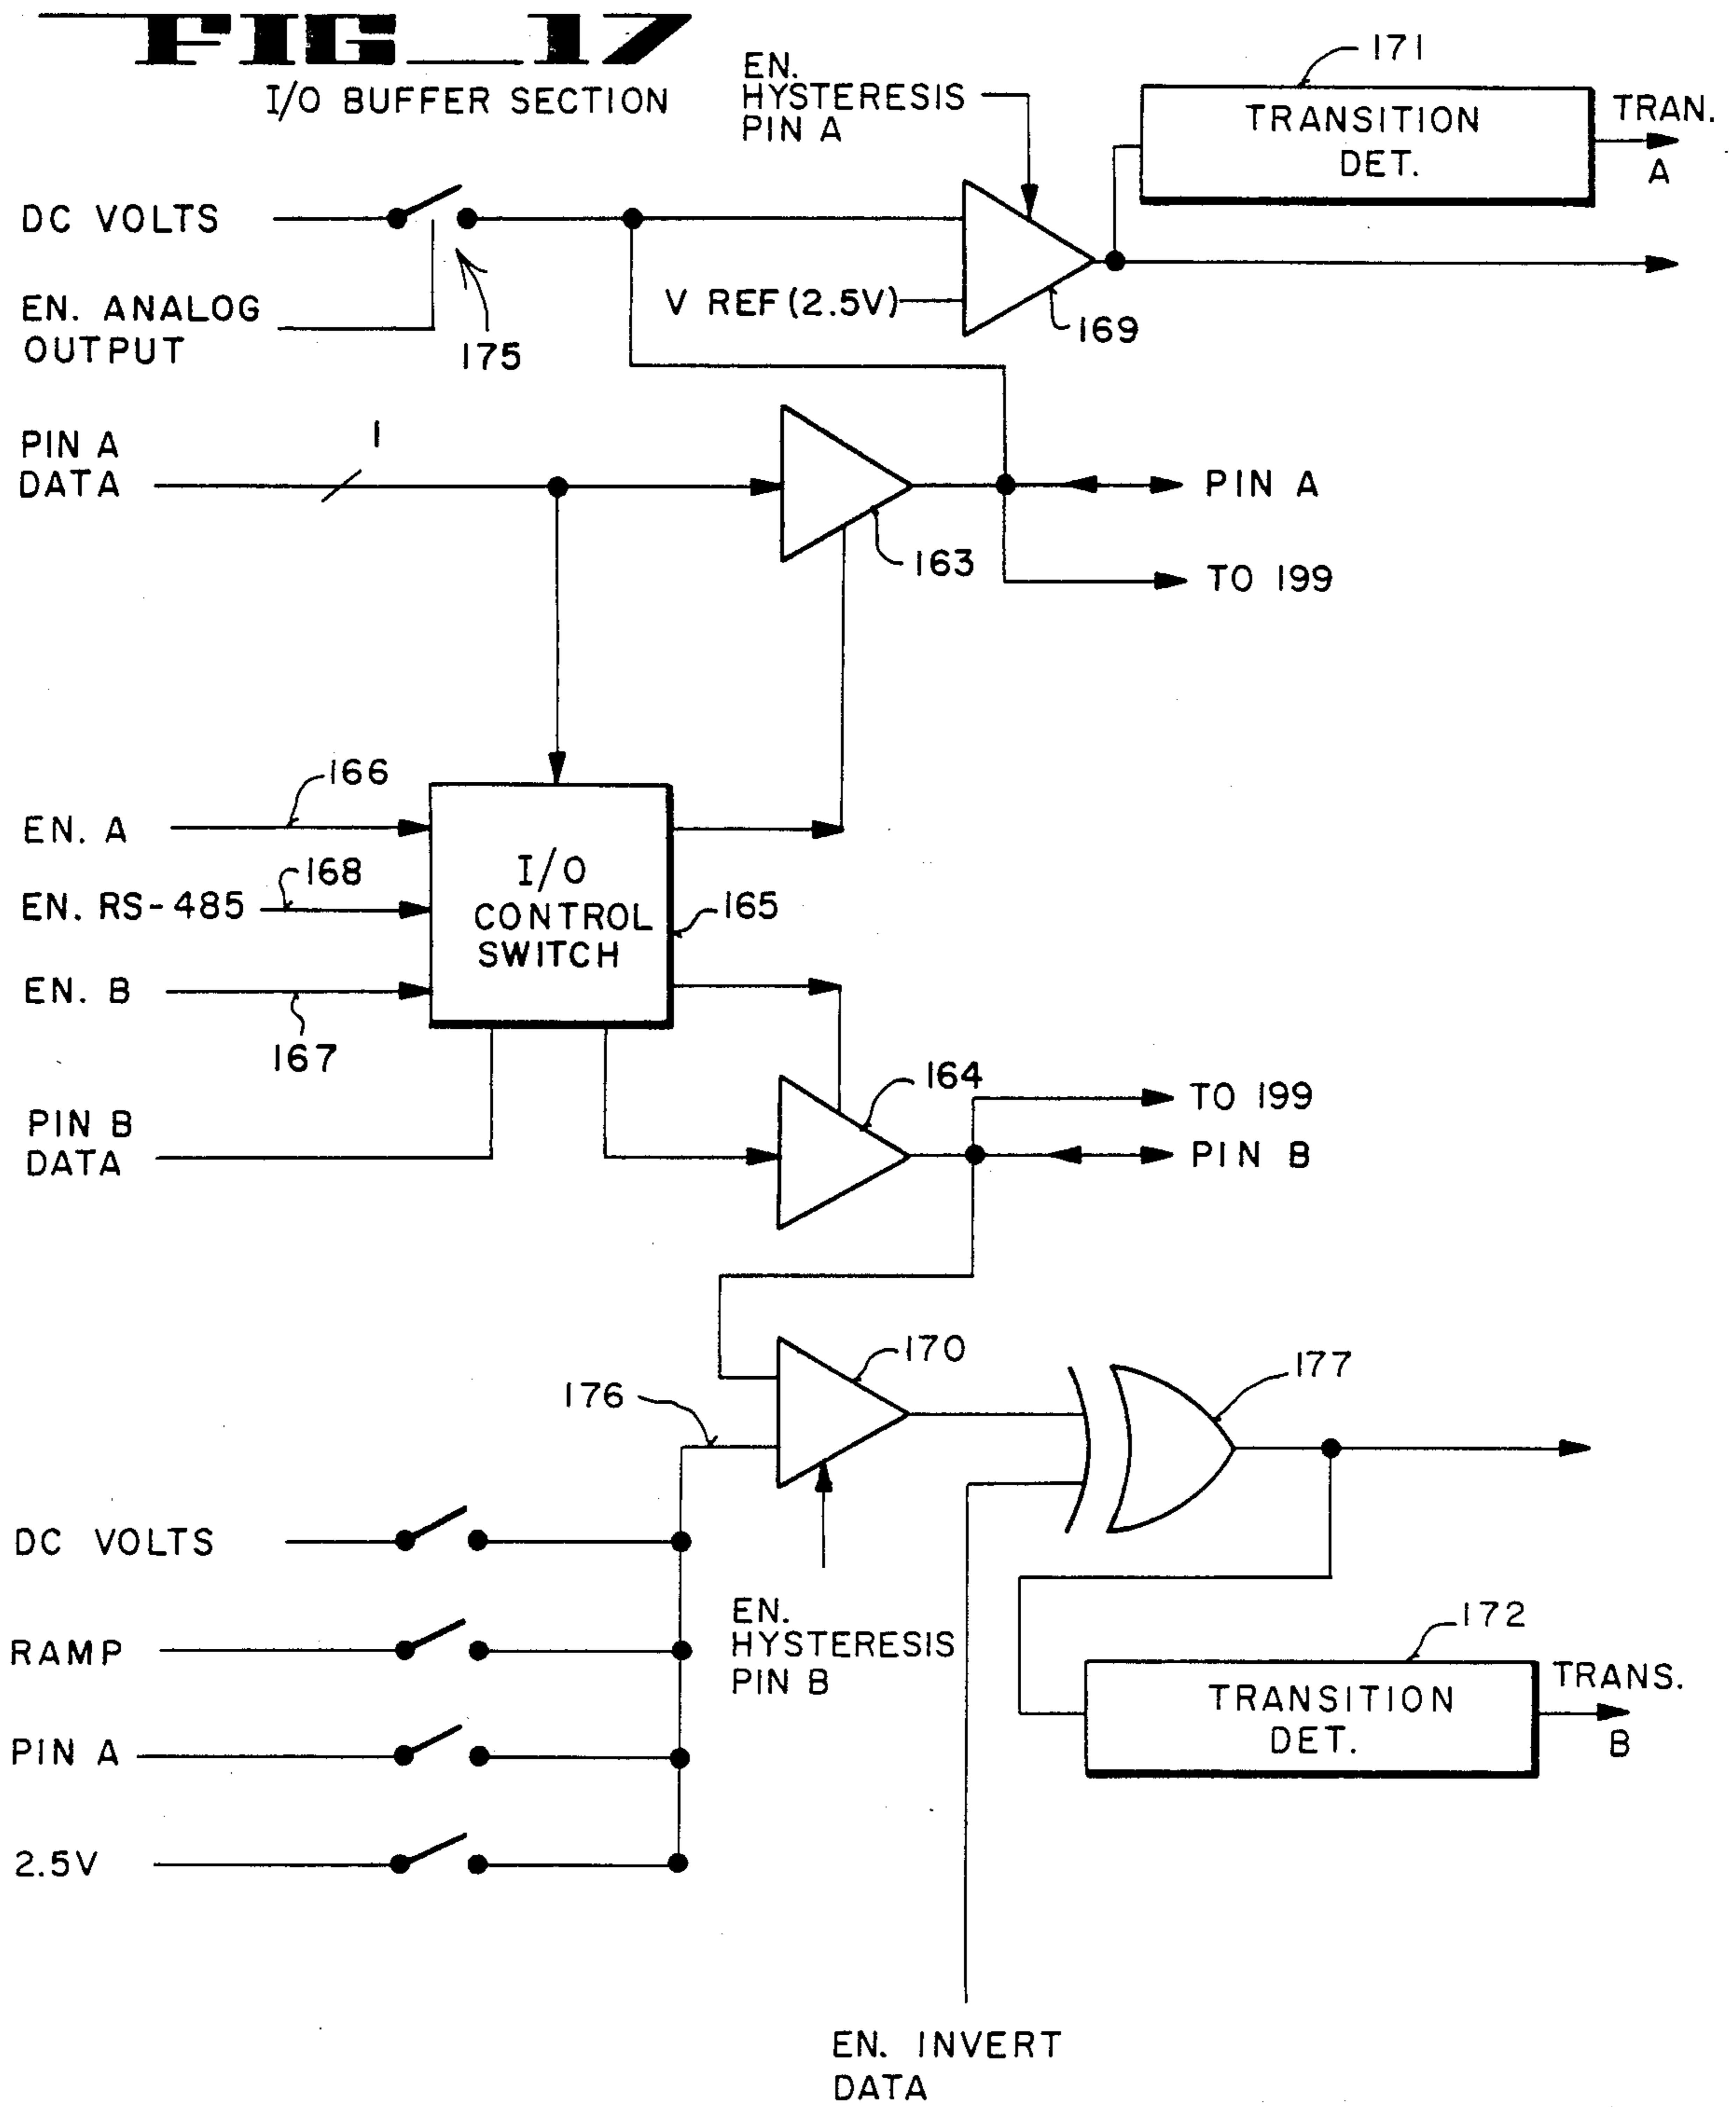 FIG_17
I/O BUFFER SECTION
EN.
HYSTERESIS
PIN A
171
TRANSITION
DET.
TRAN.
A
DC VOLTS
EN. ANALOG
OUTPUT
175
V REF (2.5V)
169
PIN A
DATA
1
163
PIN A
TO 199
166
EN. A
168
EN. RS-485
EN. B
167
I/O
CONTROL
SWITCH
165
PIN B
DATA
164
TO 199
PIN B
170
176
177
DC VOLTS
RAMP
PIN A
2.5V
EN.
HYSTERESIS
PIN B
172
TRANSITION
DET.
TRANS.
B
EN. INVERT
DATA